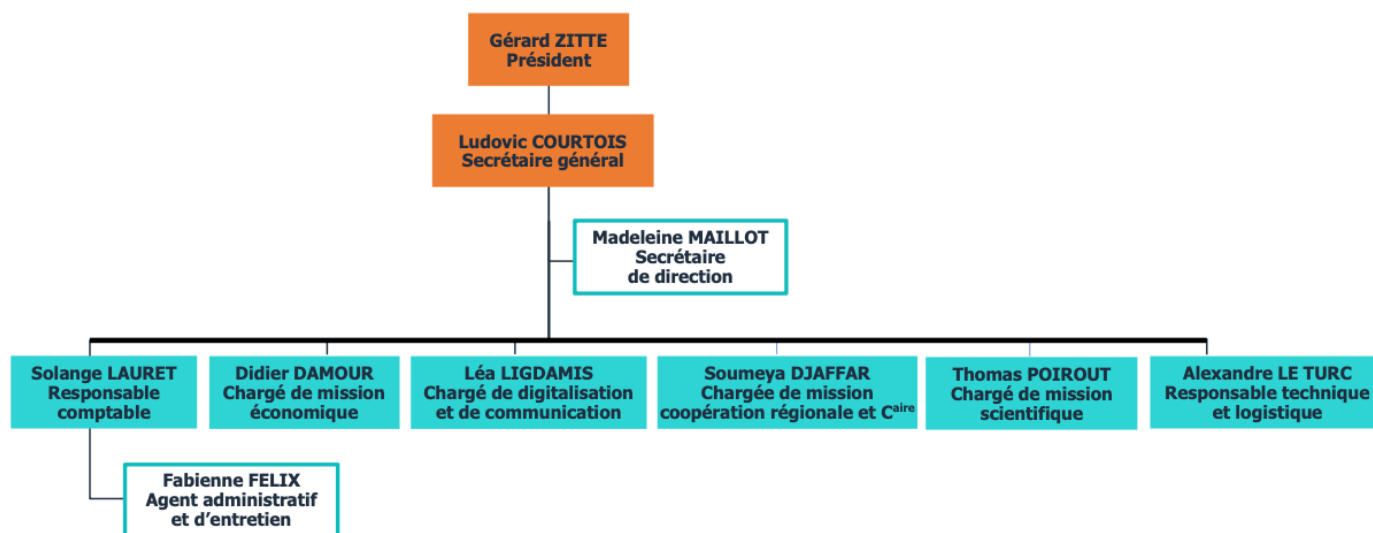 Gérard ZITTE
Président
Ludovic COURTOIS
Secrétaire général
Madeleine MAILLOT
Secrétaire
de direction
Solange LAURET
Responsable
comptable
Didier DAMOUR
Chargé de mission
économique
Léa LIGDAMIS
Chargé de digitalisation
et de communication
Soumeya DJAFFAR
Chargée de mission
coopération régionale et Cᵃⁱʳᵉ
Thomas POIROUT
Chargé de mission
scientifique
Alexandre LE TURC
Responsable technique
et logistique
Fabienne FELIX
Agent administratif
et d’entretien